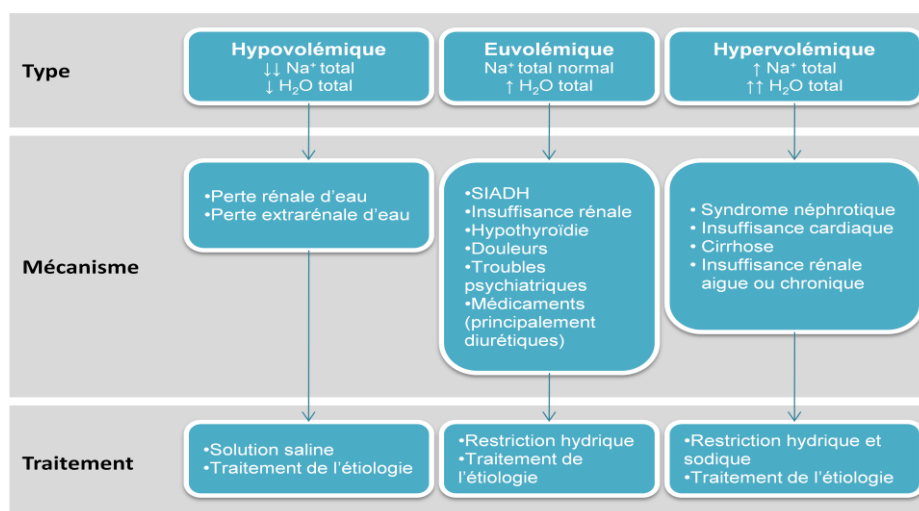 Type
Hypovolémique
↓↓ Na⁺ total
↓ H₂O total
Euvolémique
Na⁺ total normal
↑ H₂O total
Hypervolémique
↑ Na⁺ total
↑↑ H₂O total
Mécanisme
•Perte rénale d'eau
•Perte extrarénale d'eau
•SIADH
•Insuffisance rénale
•Hypothyroïdie
•Douleurs
•Troubles
psychiatriques
•Médicaments
(principalement
diurétiques)
• Syndrome néphrotique
• Insuffisance cardiaque
• Cirrhose
• Insuffisance rénale
aigue ou chronique
Traitement
•Solution saline
•Traitement de l'étiologie
•Restriction hydrique
•Traitement de
l'étiologie
•Restriction hydrique et
sodique
•Traitement de l'étiologie